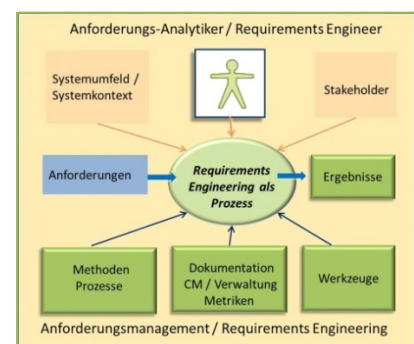 Anforderungs-Analytiker / Requirements Engineer
Systemumfeld /
Systemkontext
Stakeholder
Anforderungen
Requirements
Engineering als
Prozess
Ergebnisse
Methoden
Prozesse
Dokumentation
CM / Verwaltung
Metriken
Werkzeuge
Anforderungsmanagement / Requirements Engineering